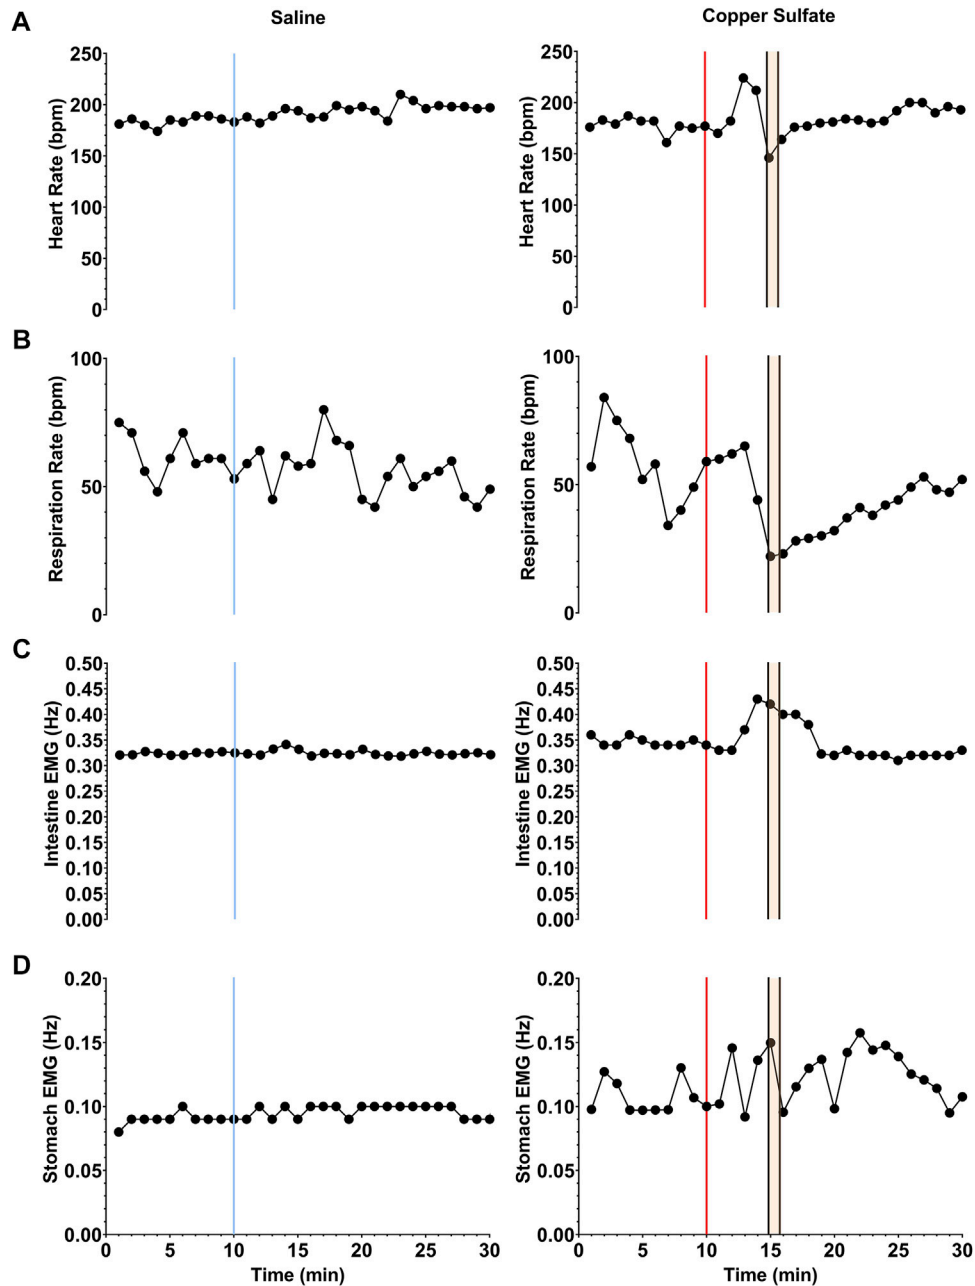 A
Saline
Copper Sulfate
Heart Rate (bpm)
250
200
150
100
50
0
Heart Rate (bpm)
250
200
150
100
50
0
B
Respiration Rate (bpm)
100
50
0
Respiration Rate (bpm)
100
50
0
C
Intestine EMG (Hz)
0.50
0.45
0.40
0.35
0.30
0.25
0.20
0.15
0.10
0.05
0.00
Intestine EMG (Hz)
0.50
0.45
0.40
0.35
0.30
0.25
0.20
0.15
0.10
0.05
0.00
D
Stomach EMG (Hz)
0.20
0.15
0.10
0.05
0.00
0 5 10 15 20 25 30
Time (min)
Stomach EMG (Hz)
0.20
0.15
0.10
0.05
0.00
0 5 10 15 20 25 30
Time (min)